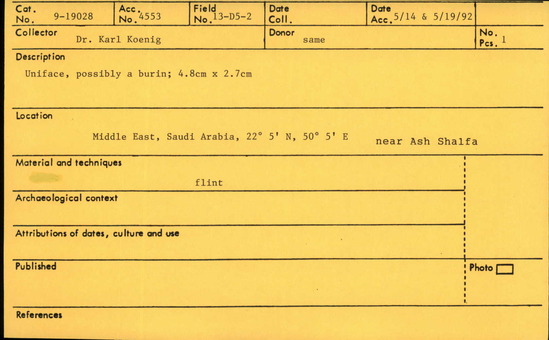 Cat. No. 9-19028 Acc. No. 4553 Field No. 13-D5-2 Date Coll. Date Acc. 5/14 & 5/19/92
Collector Dr. Karl Koenig Donor same No. Pcs. 1
Description
Uniface, possibly a burin; 4.8cm x 2.7cm
Location
Middle East, Saudi Arabia, 22° 5' N, 50° 5' E near Ash Shalfa
Material and techniques
flint
Archaeological context
Attributions of dates, culture and use
Published Photo
References